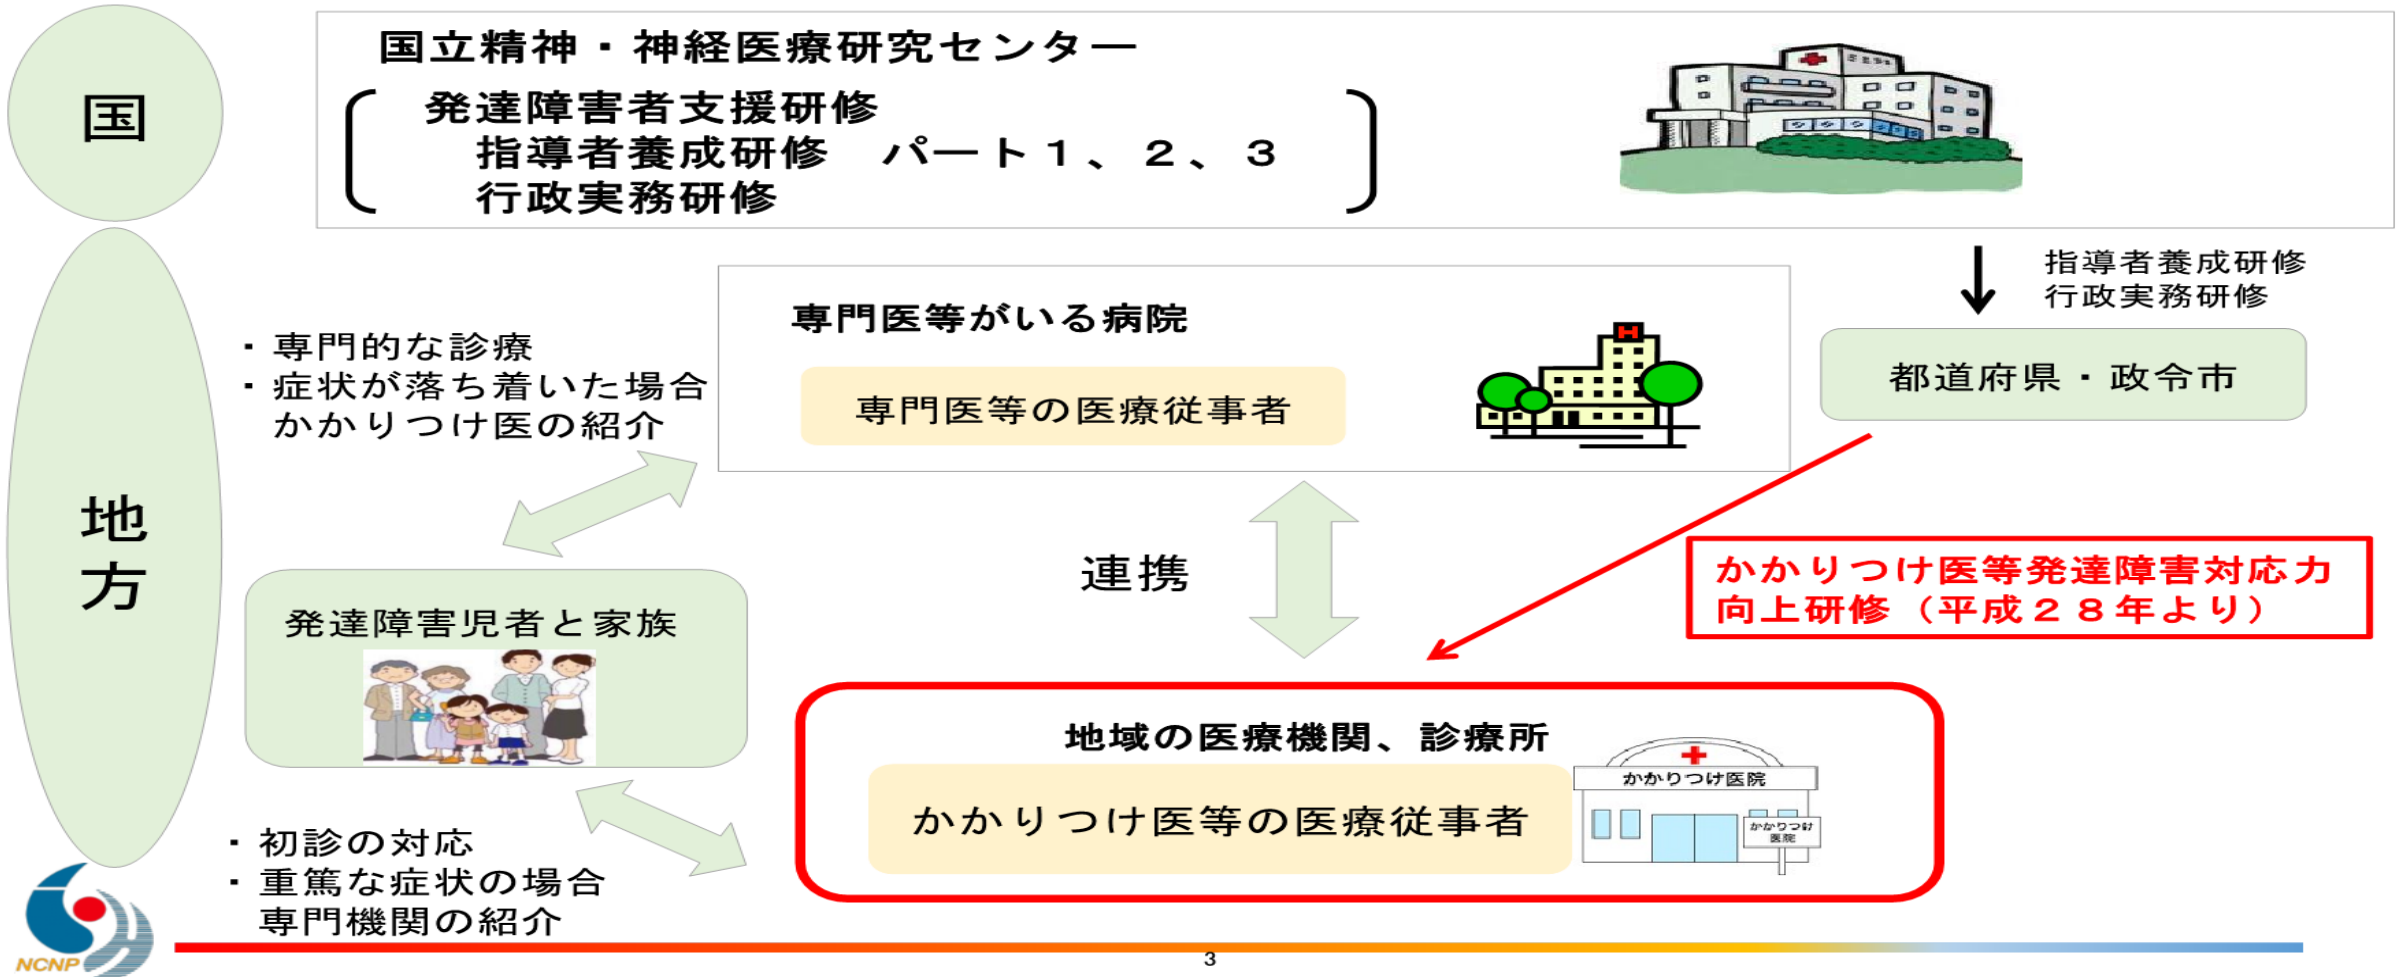 国
国立精神・神経医療研究センター
発達障害者支援研修
指導者養成研修　パート１、２、３
行政実務研修
指導者養成研修
行政実務研修
都道府県・政令市
地方
専門医等がいる病院
専門医等の医療従事者
H
・専門的な診療
・症状が落ち着いた場合
かかりつけ医の紹介
連携
かかりつけ医等発達障害対応力
向上研修（平成２８年より）
発達障害児者と家族
地域の医療機関、診療所
かかりつけ医等の医療従事者
かかりつけ医院
かかりつけ
医院
・初診の対応
・重篤な症状の場合
専門機関の紹介
NCNP
3